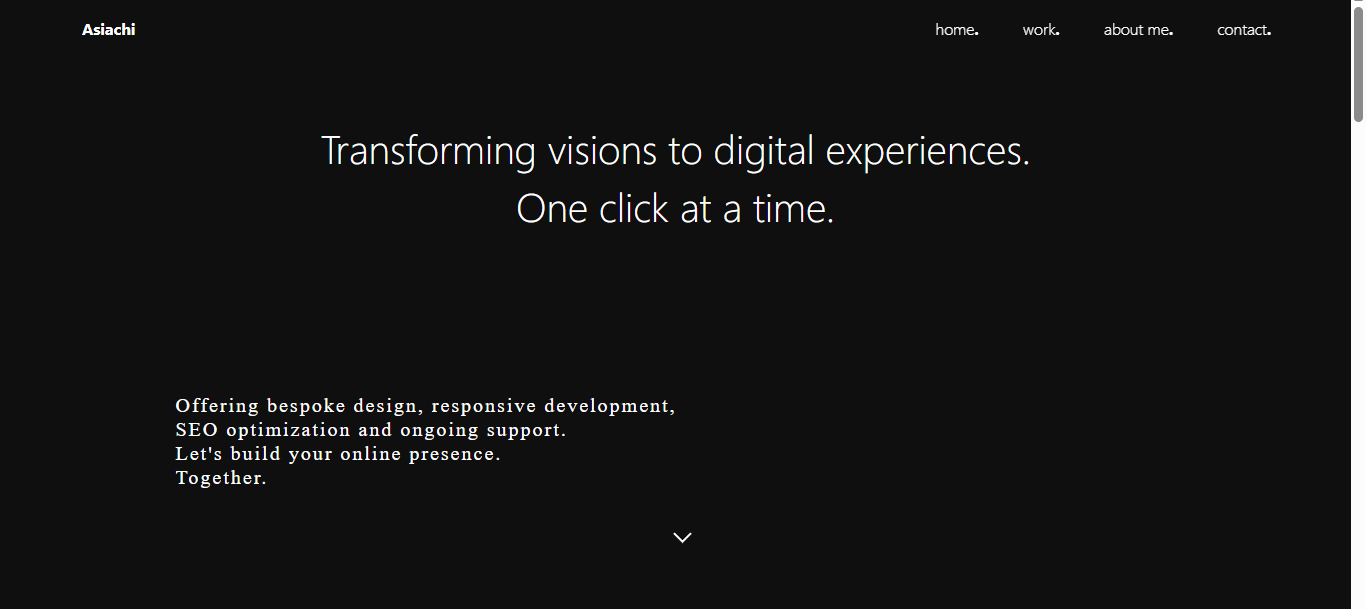 Asiachi
home.
work.
about me.
contact.
Transforming visions to digital experiences.
One click at a time.
Offering bespoke design, responsive development,
SEO optimization and ongoing support.
Let's build your online presence.
Together.